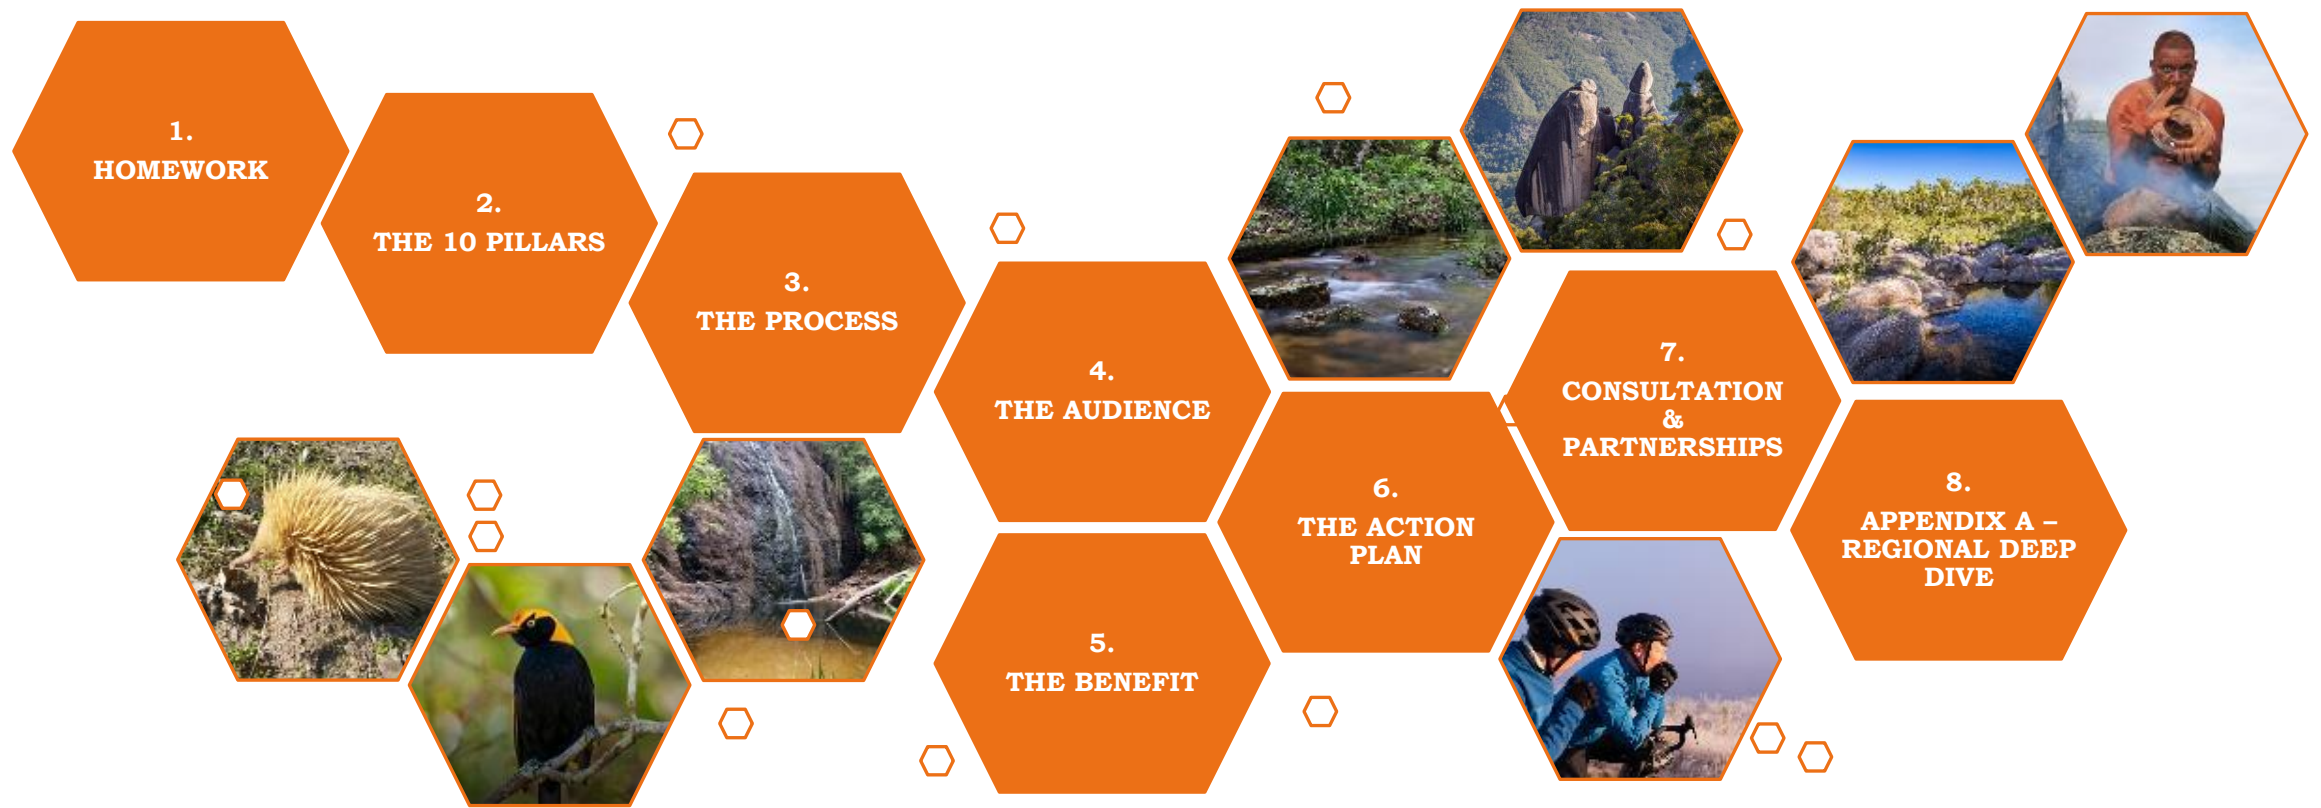 1.
HOMEWORK
2.
THE 10 PILLARS
3.
THE PROCESS
4.
THE AUDIENCE
5.
THE BENEFIT
6.
THE ACTION
PLAN
7.
CONSULTATION
&
PARTNERSHIPS
8.
APPENDIX A –
REGIONAL DEEP
DIVE